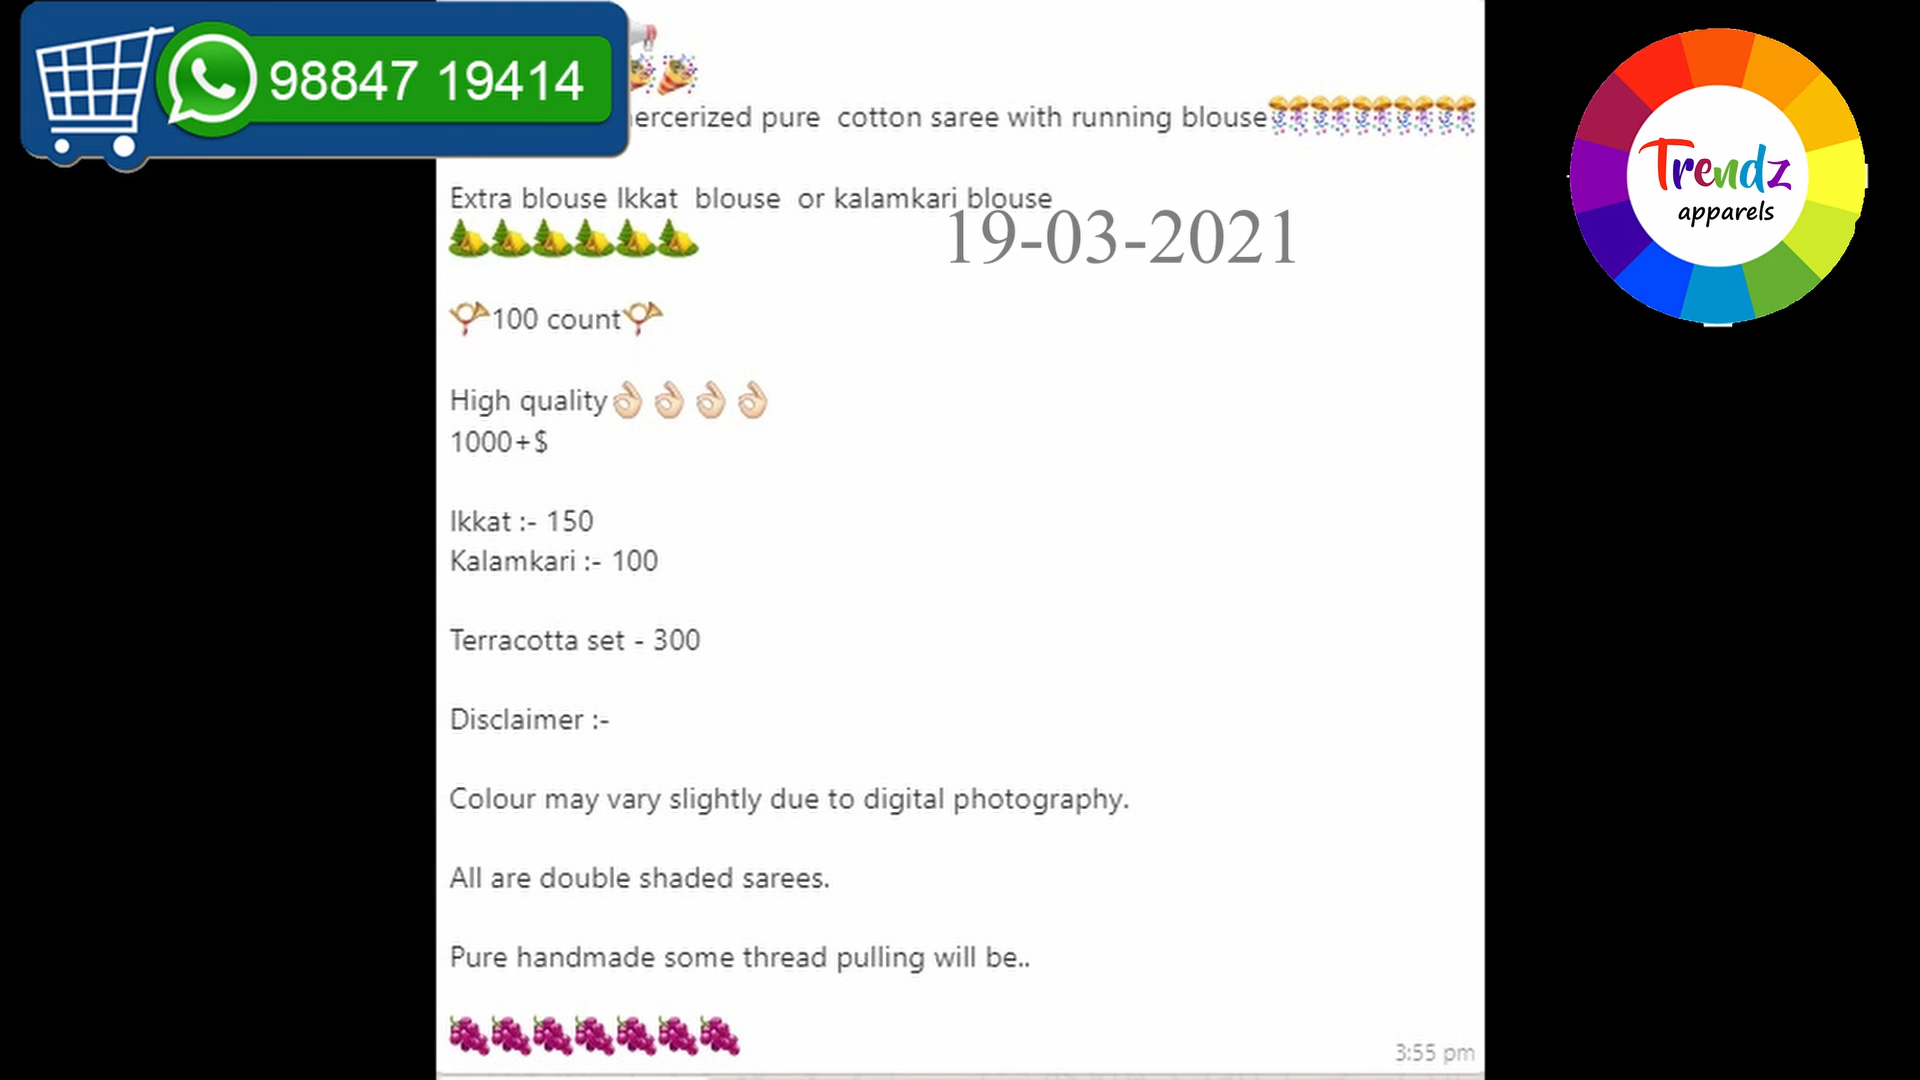 98847 19414
pure cotton saree with running blouse
Extra blouse Ikkat blouse or kalamkari blouse
19-03-2021
100 count
High quality👌🏻👌🏻👌🏻👌🏻
1000+$
Ikkat :- 150
Kalamkari :- 100
Terracotta set - 300
Disclaimer :-
Colour may vary slightly due to digital photography.
All are double shaded sarees.
Pure handmade some thread pulling will be..
3:55 pm
Trendz
apparels